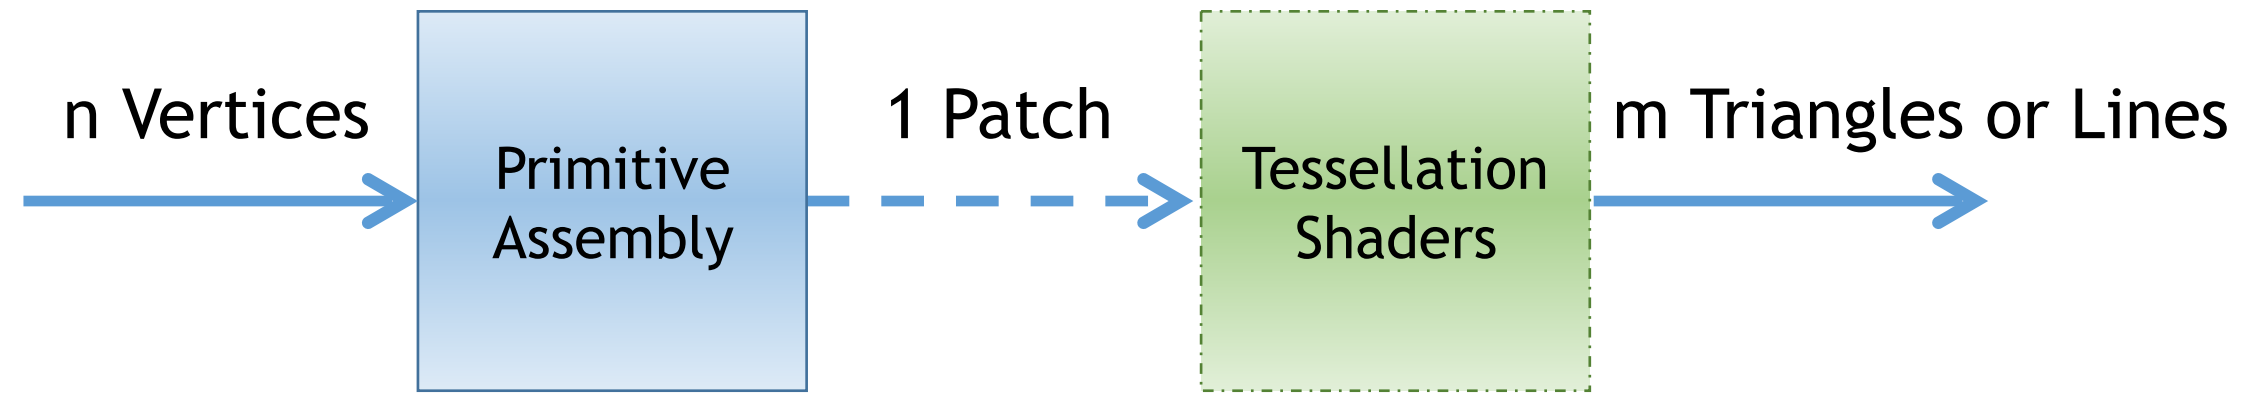 n Vertices
Primitive
Assembly
1 Patch
Tessellation
Shaders
m Triangles or Lines